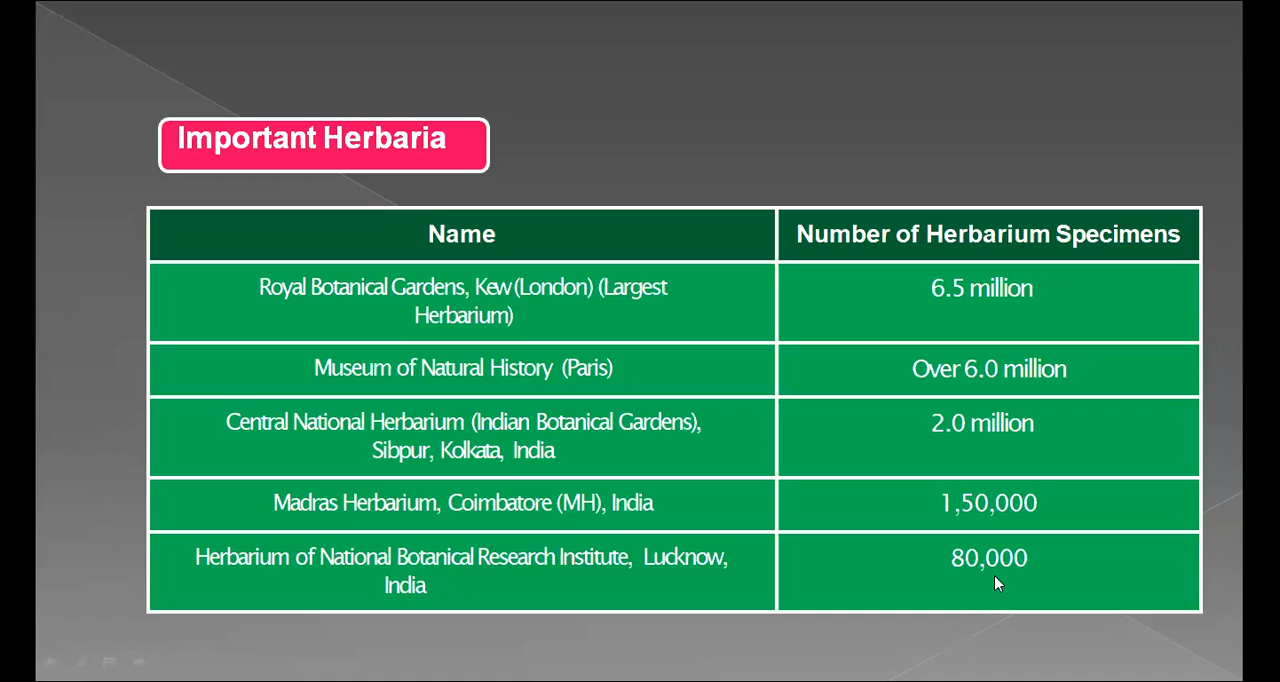 Important Herbaria
Name
Number of Herbarium Specimens
Royal Botanical Gardens, Kew (London) (Largest
Herbarium)
6.5 million
Museum of Natural History (Paris)
Over 6.0 million
Central National Herbarium (Indian Botanical Gardens),
Sibpur, Kolkata, India
2.0 million
Madras Herbarium, Coimbatore (MH), India
1,50,000
Herbarium of National Botanical Research Institute, Lucknow,
India
80,000